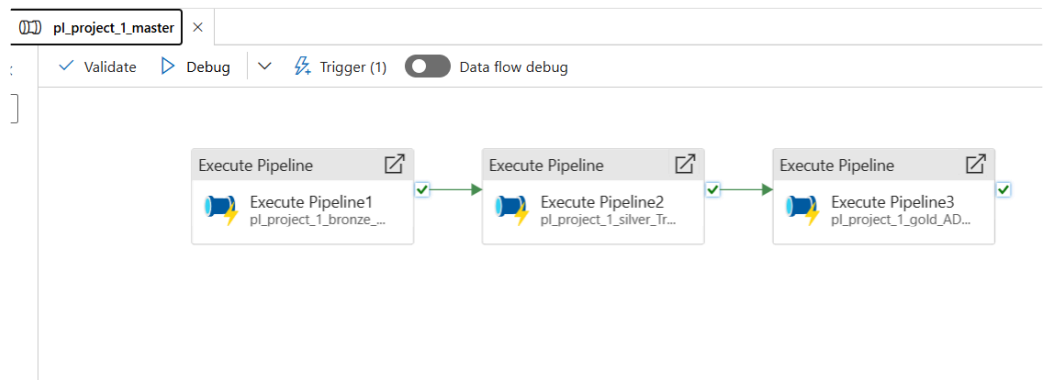 pl_project_1_master
Validate Debug Trigger (1) Data flow debug
Execute Pipeline Execute Pipeline Execute Pipeline
Execute Pipeline1 Execute Pipeline2 Execute Pipeline3
pl_project_1_bronze_... pl_project_1_silver_Tr... pl_project_1_gold_AD...